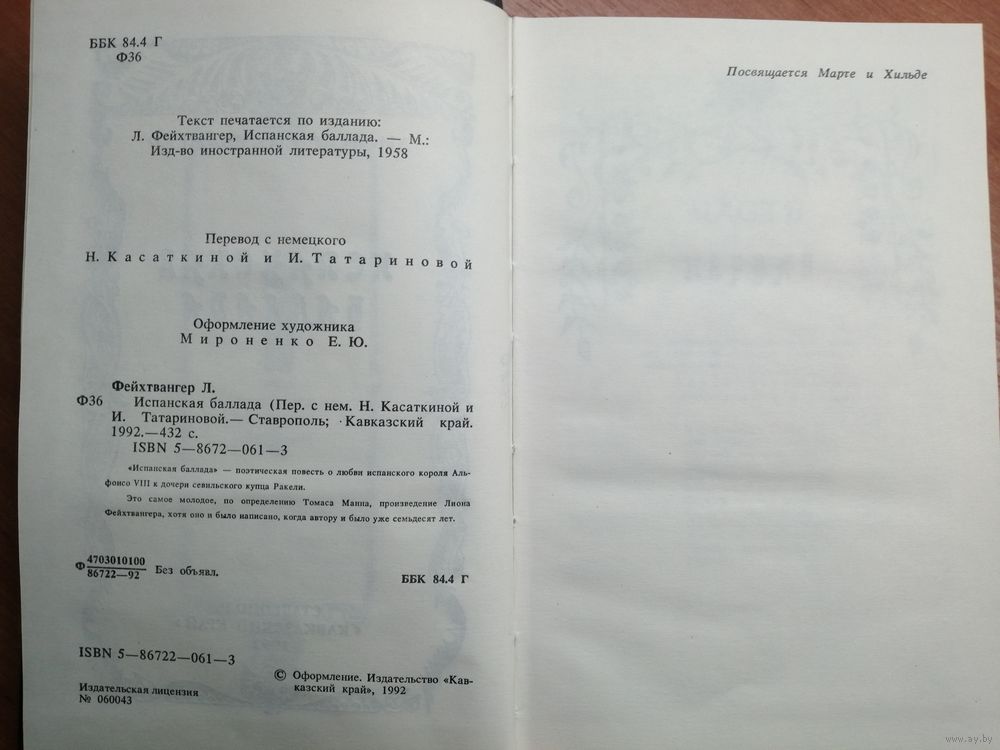 ББК 84.4 Г
Ф36
Текст печатается по изданию:
Л. Фейхтвангер, Испанская баллада. — М.:
Изд-во иностранной литературы, 1958
Перевод с немецкого
Н. Касаткиной и И. Татариновой
Оформление художника
Мироненко Е. Ю.
Фейхтвангер Л.
Ф36 Испанская баллада (Пер. с нем. Н. Касаткиной и
И. Татариновой.— Ставрополь; Кавказский край.
1992.—432 с.
ISBN 5—8672—061—3
«Испанская баллада» — поэтическая повесть о любви испанского короля Аль-
фонсо VIII к дочери севильского купца Ракели.
Это самое молодое, по определению Томаса Манна, произведение Лиона
Фейхтвангера, хотя оно и было написано, когда автору и было уже семьдесят лет.
Ф 4703010100
86722—92 Без объявл.
ББК 84.4 Г
ISBN 5—86722—061—3
© Оформление. Издательство «Кав-
казский край», 1992
Издательская лицензия
№ 060043
Посвящается Марте и Хильде
www.ay.by